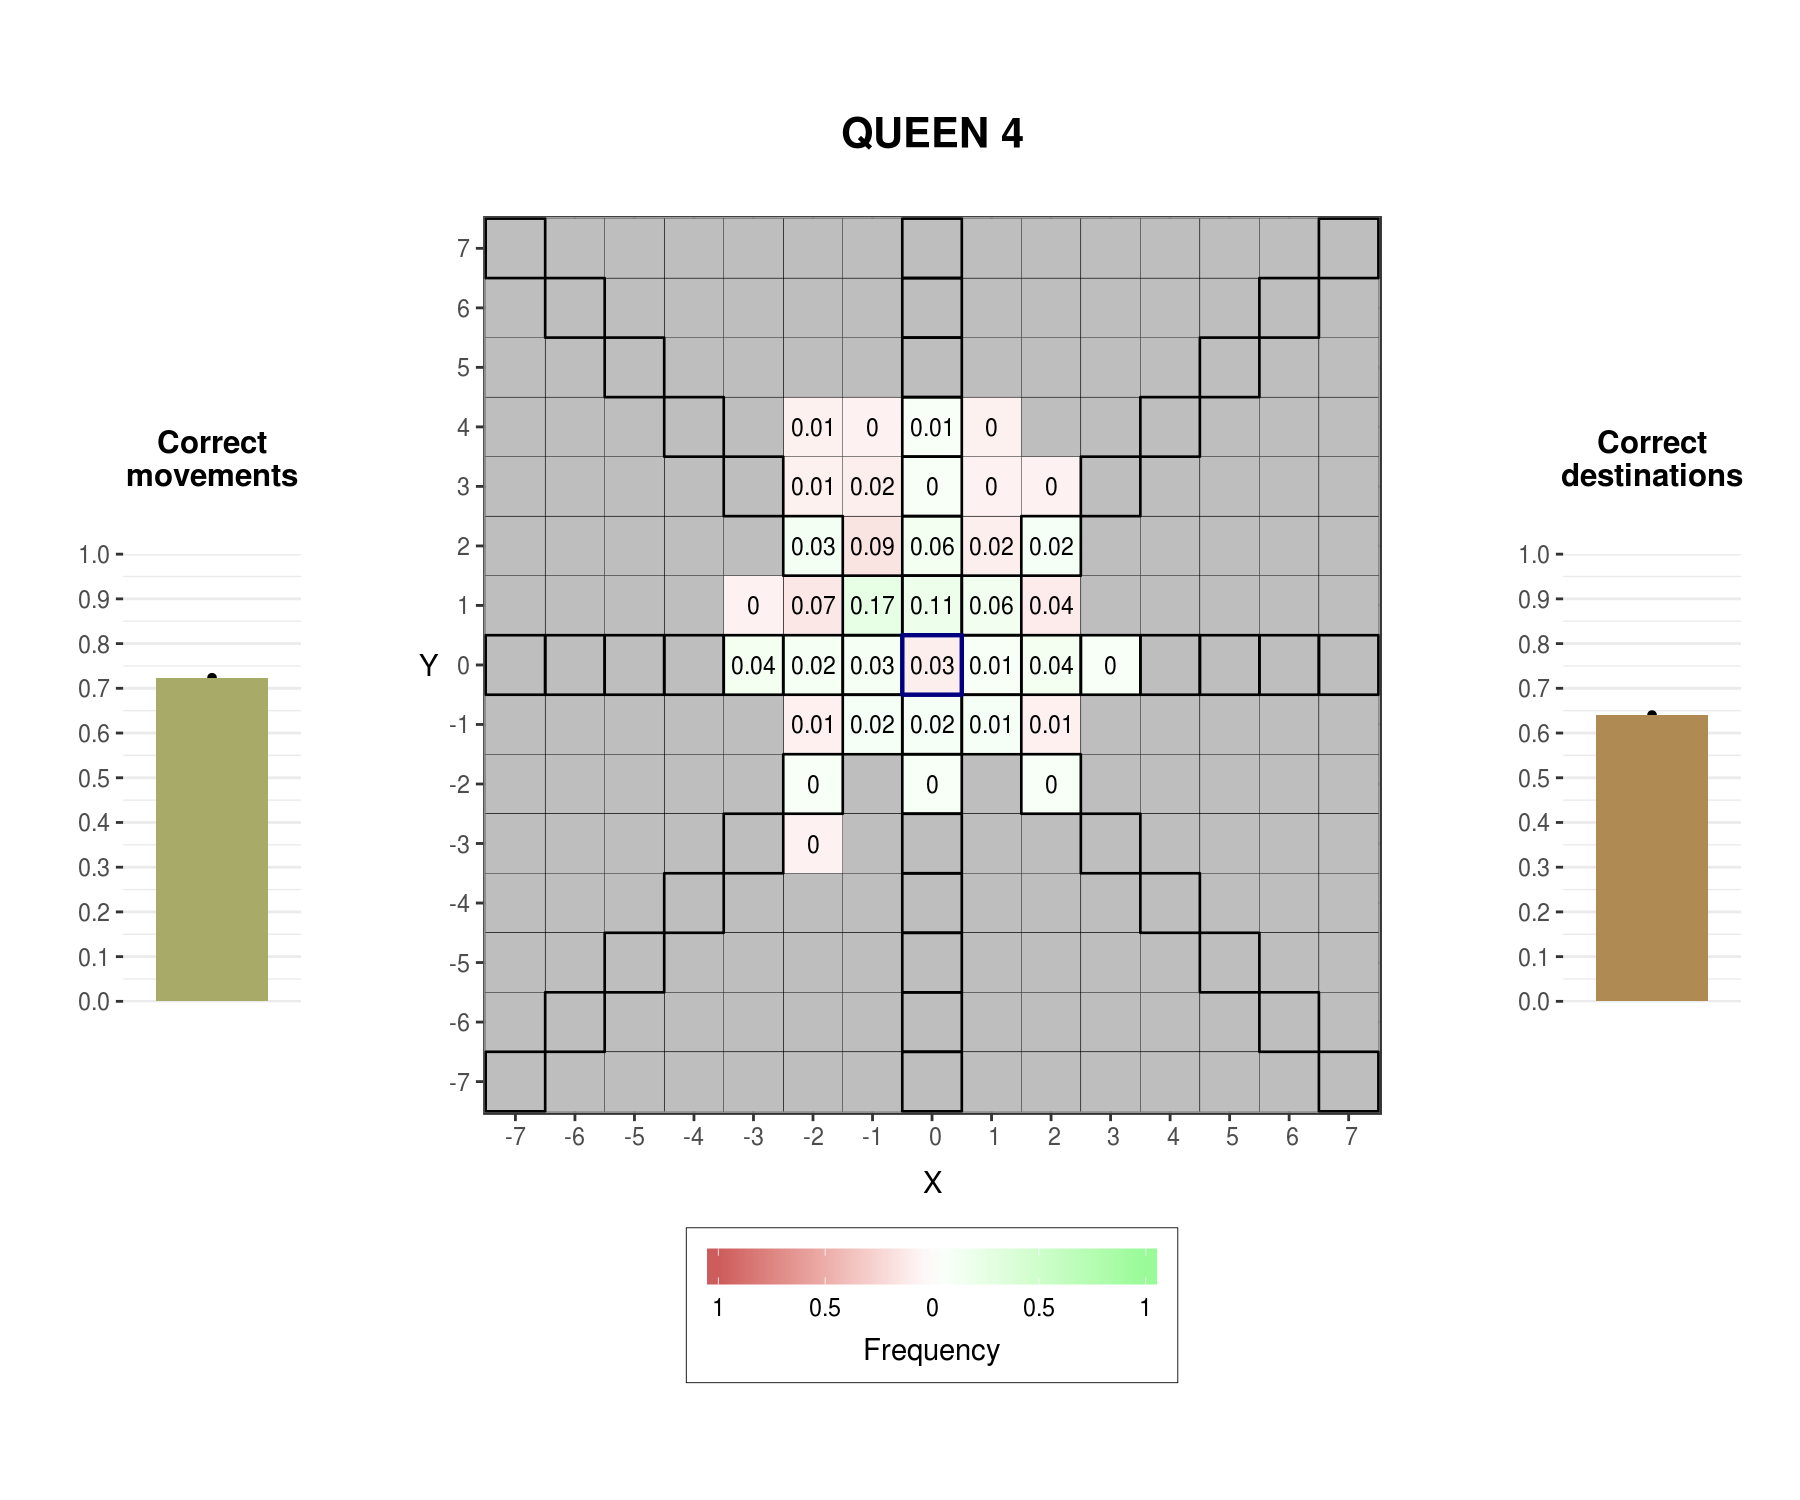 QUEEN 4
Correct
movements
1.0
0.9
0.8
0.7
0.6
0.5
0.4
0.3
0.2
0.1
0.0
Y
7
6
5
4
3
2
1
0
-1
-2
-3
-4
-5
-6
-7
0.01 0 0.01 0
0.01 0.02 0 0 0
0.03 0.09 0.06 0.02 0.02
0 0.07 0.17 0.11 0.06 0.04
0.04 0.02 0.03 0.03 0.01 0.04 0
0.01 0.02 0.02 0.01 0.01
0 0 0
0
-7 -6 -5 -4 -3 -2 -1 0 1 2 3 4 5 6 7
X
1 0.5 0 0.5 1
Frequency
Correct
destinations
1.0
0.9
0.8
0.7
0.6
0.5
0.4
0.3
0.2
0.1
0.0